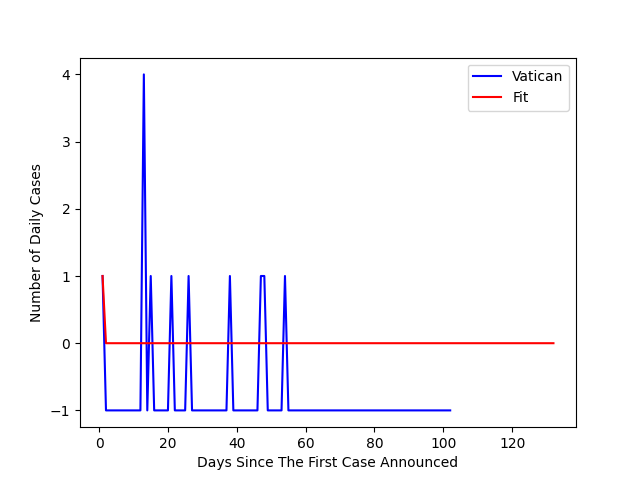 Vatican
Fit
4
3
2
1
0
−1
Number of Daily Cases
0 20 40 60 80 100 120
Days Since The First Case Announced